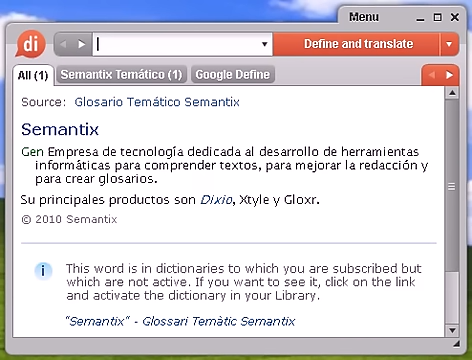 Menu
di
Define and translate
All (1) Semantix Temático (1) Google Define
Source: Glosario Temático Semantix
Semantix
Gen Empresa de tecnología dedicada al desarrollo de herramientas
informáticas para comprender textos, para mejorar la redacción y
para crear glosarios.
Su principales productos son Dixio, Xtyle y Gloxr.
© 2010 Semantix
i
This word is in dictionaries to which you are subscribed but
which are not active. If you want to see it, click on the link
and activate the dictionary in your Library.
"Semantix" - Glossari Temàtic Semantix